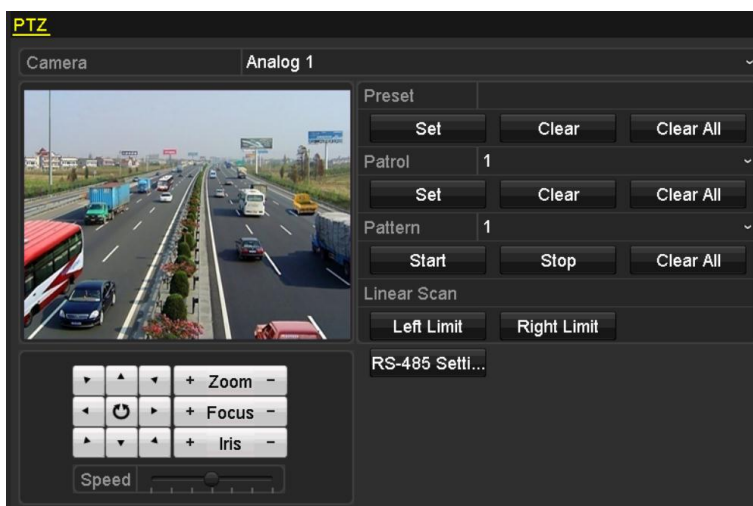 PTZ
Camera Analog 1
Preset
Set Clear Clear All
Patrol 1
Set Clear Clear All
Pattern 1
Start Stop Clear All
Linear Scan
Left Limit Right Limit
RS-485 Setti...
+ Zoom -
+ Focus -
+ Iris -
Speed